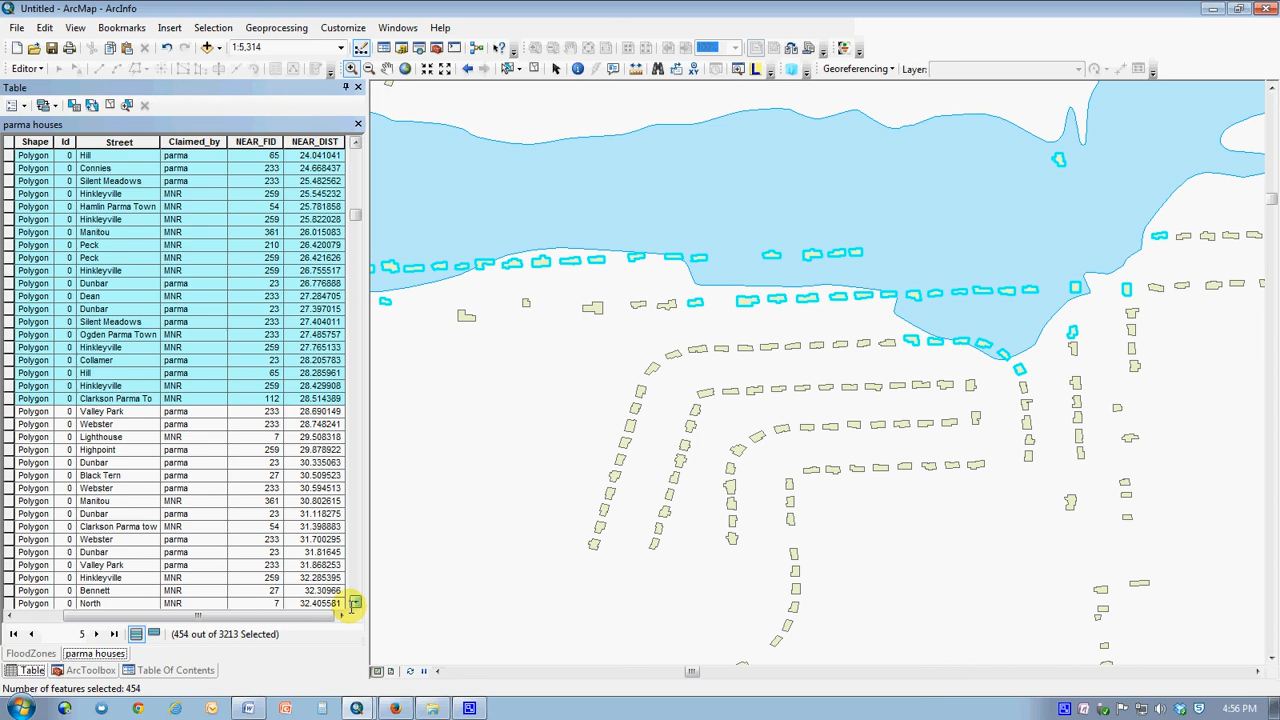 Untitled - ArcMap - ArcInfo
File Edit View Bookmarks Insert Selection Geoprocessing Customize Windows Help
1:5,314
Editor Georeferencing Layer:
Table
parma houses
Shape Id Street Claimed_by NEAR_FID NEAR_DIST
Polygon 0 Hill parma 65 24.041041
Polygon 0 Connies parma 233 24.668437
Polygon 0 Silent Meadows parma 233 25.482562
Polygon 0 Hinkleyville MNR 259 25.545232
Polygon 0 Hamlin Parma Town MNR 54 25.781858
Polygon 0 Hinkleyville MNR 259 25.822028
Polygon 0 Manitou MNR 361 26.015083
Polygon 0 Peck MNR 210 26.420079
Polygon 0 Peck MNR 259 26.421626
Polygon 0 Hinkleyville MNR 259 26.755517
Polygon 0 Dunbar MNR 23 26.776888
Polygon 0 Dean MNR 259 27.284705
Polygon 0 Dunbar MNR 23 27.397015
Polygon 0 Silent Meadows parma 233 27.404011
Polygon 0 Ogden Parma Town MNR 233 27.485757
Polygon 0 Hinkleyville MNR 259 27.765133
Polygon 0 Collamer MNR 23 28.205783
Polygon 0 Hill parma 65 28.285961
Polygon 0 Hinkleyville MNR 259 28.429908
Polygon 0 Clarkson Parma To MNR 112 28.514389
Polygon 0 Valley Park parma 233 28.690149
Polygon 0 Webster parma 233 28.748241
Polygon 0 Lighthouse MNR 7 29.508318
Polygon 0 Highpoint parma 259 29.878922
Polygon 0 Dunbar parma 23 30.335063
Polygon 0 Black Tern parma 27 30.509523
Polygon 0 Webster parma 233 30.594513
Polygon 0 Manitou MNR 361 30.802615
Polygon 0 Dunbar parma 23 31.118275
Polygon 0 Clarkson Parma tow MNR 54 31.398883
Polygon 0 Webster parma 233 31.700295
Polygon 0 Dunbar MNR 23 31.81645
Polygon 0 Valley Park parma 233 31.868253
Polygon 0 Hinkleyville MNR 259 32.285395
Polygon 0 Bennett MNR 27 32.30966
Polygon 0 North MNR 7 32.405581
5 (454 out of 3213 Selected)
FloodZones parma houses
Table ArcToolbox Table Of Contents
Number of features selected: 454
4:56 PM